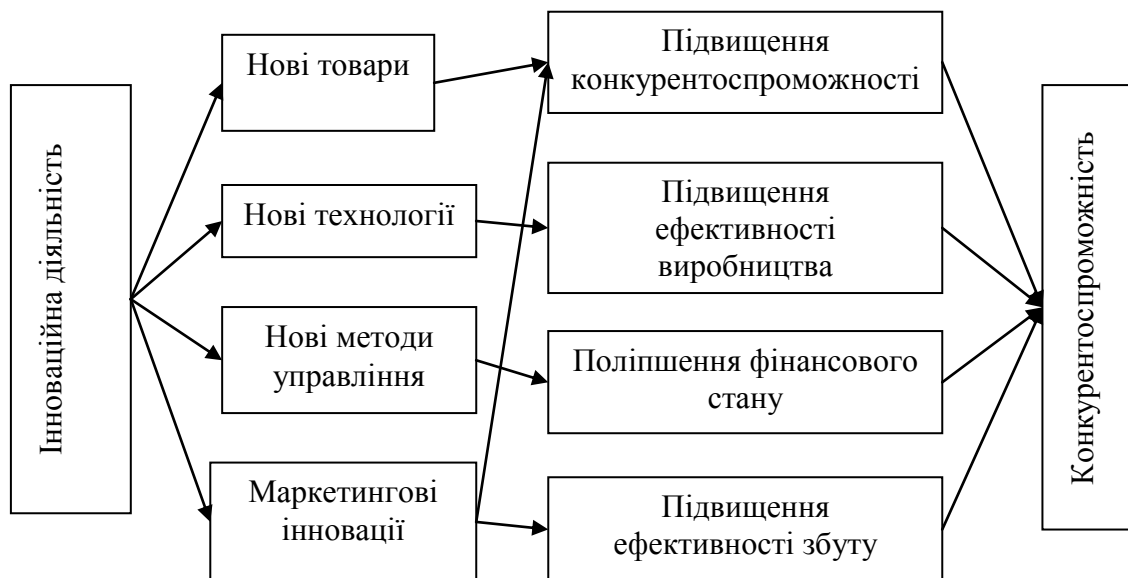 Інноваційна діяльність
Нові товари
Нові технології
Нові методи
управління
Маркетингові
інновації
Підвищення
конкурентоспроможності
Підвищення
ефективності
виробництва
Поліпшення фінансового
стану
Підвищення
ефективності збуту
Конкурентоспроможність